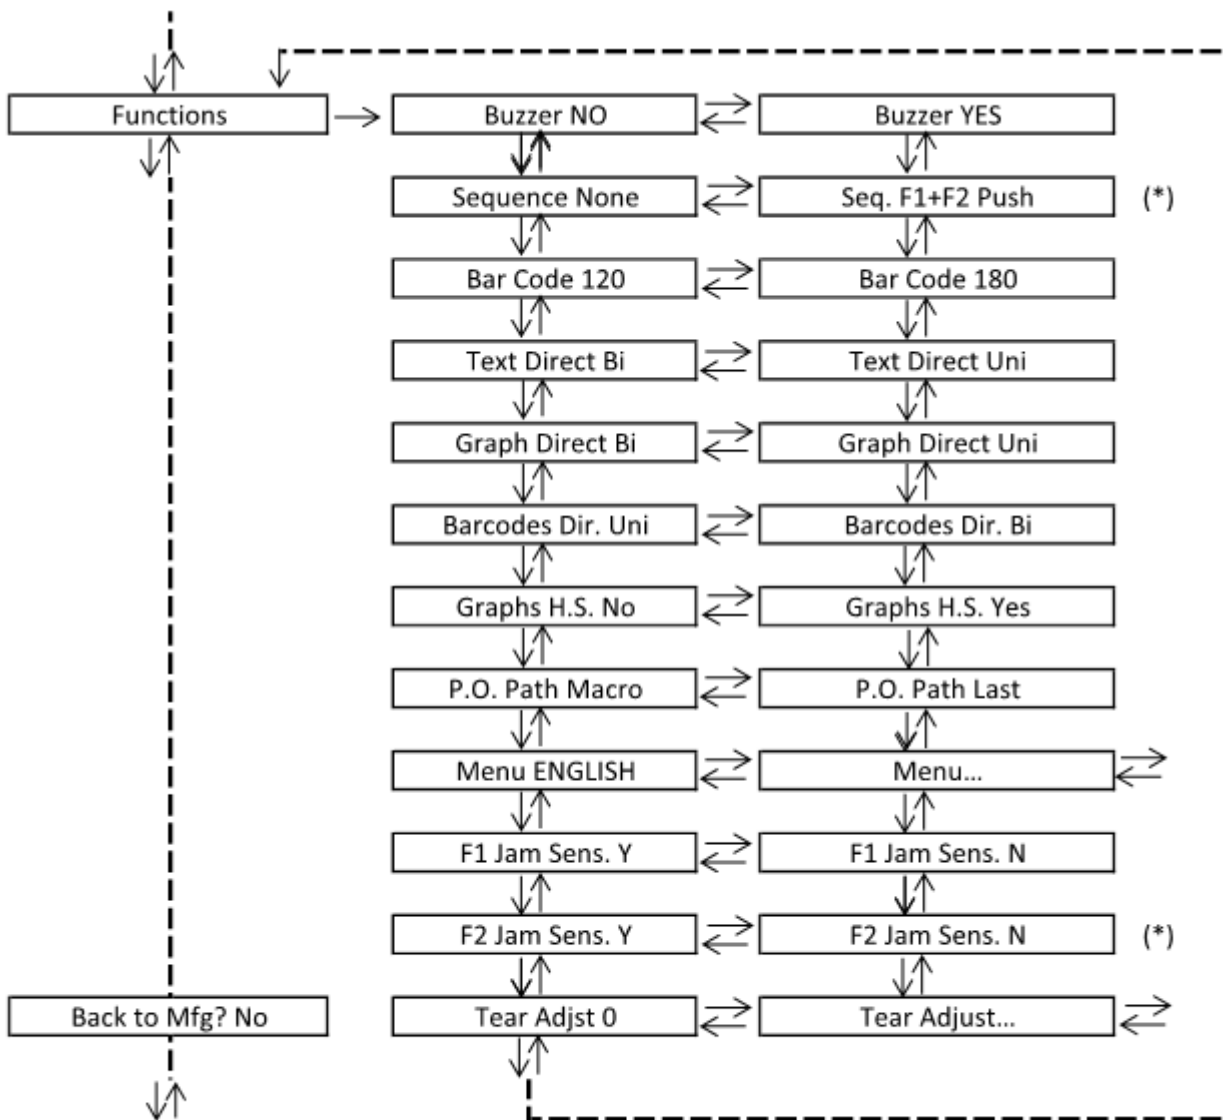 Functions
Buzzer NO
Buzzer YES
Sequence None
Seq. F1+F2 Push
(*)
Bar Code 120
Bar Code 180
Text Direct Bi
Text Direct Uni
Graph Direct Bi
Graph Direct Uni
Barcodes Dir. Uni
Barcodes Dir. Bi
Graphs H.S. No
Graphs H.S. Yes
P.O. Path Macro
P.O. Path Last
Menu ENGLISH
Menu...
F1 Jam Sens. Y
F1 Jam Sens. N
F2 Jam Sens. Y
F2 Jam Sens. N
(*)
Back to Mfg? No
Tear Adjst 0
Tear Adjust...